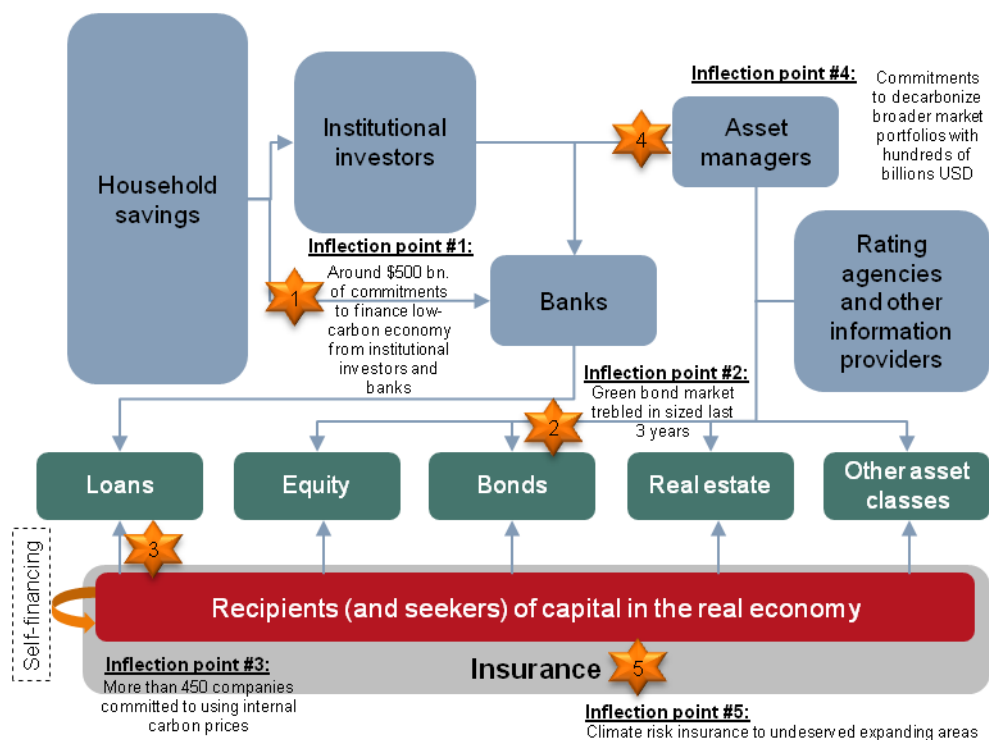 Inflection point #4:
Commitments
to decarbonize
broader market
portfolios with
hundreds of
billions USD
Household
savings
Institutional
investors
4
Asset
managers
Inflection point #1:
Around $500 bn.
of commitments
to finance low-
carbon economy
from institutional
investors and
banks
1
Banks
Rating
agencies
and other
information
providers
Inflection point #2:
Green bond market
trebled in sized last
3 years
2
Loans
Equity
Bonds
Real estate
Other asset
classes
3
Self-financing
Recipients (and seekers) of capital in the real economy
Insurance
5
Inflection point #3:
More than 450 companies
committed to using internal
carbon prices
Inflection point #5:
Climate risk insurance to undeserved expanding areas